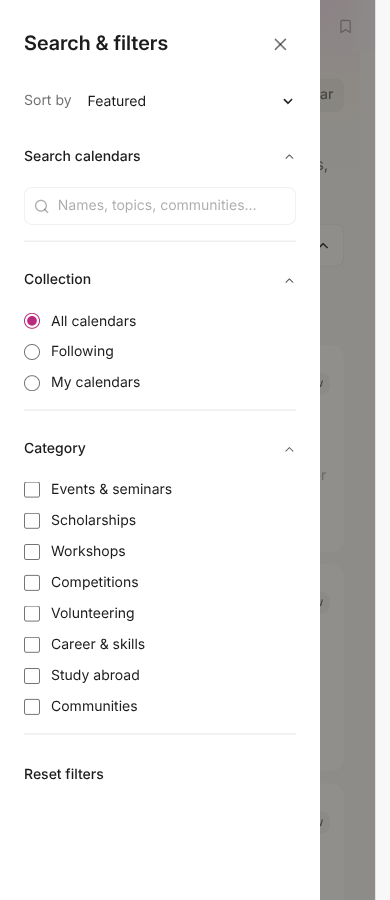 Search & filters
Sort by Featured
Search calendars
Names, topics, communities...
Collection
All calendars
Following
My calendars
Category
Events & seminars
Scholarships
Workshops
Competitions
Volunteering
Career & skills
Study abroad
Communities
Reset filters